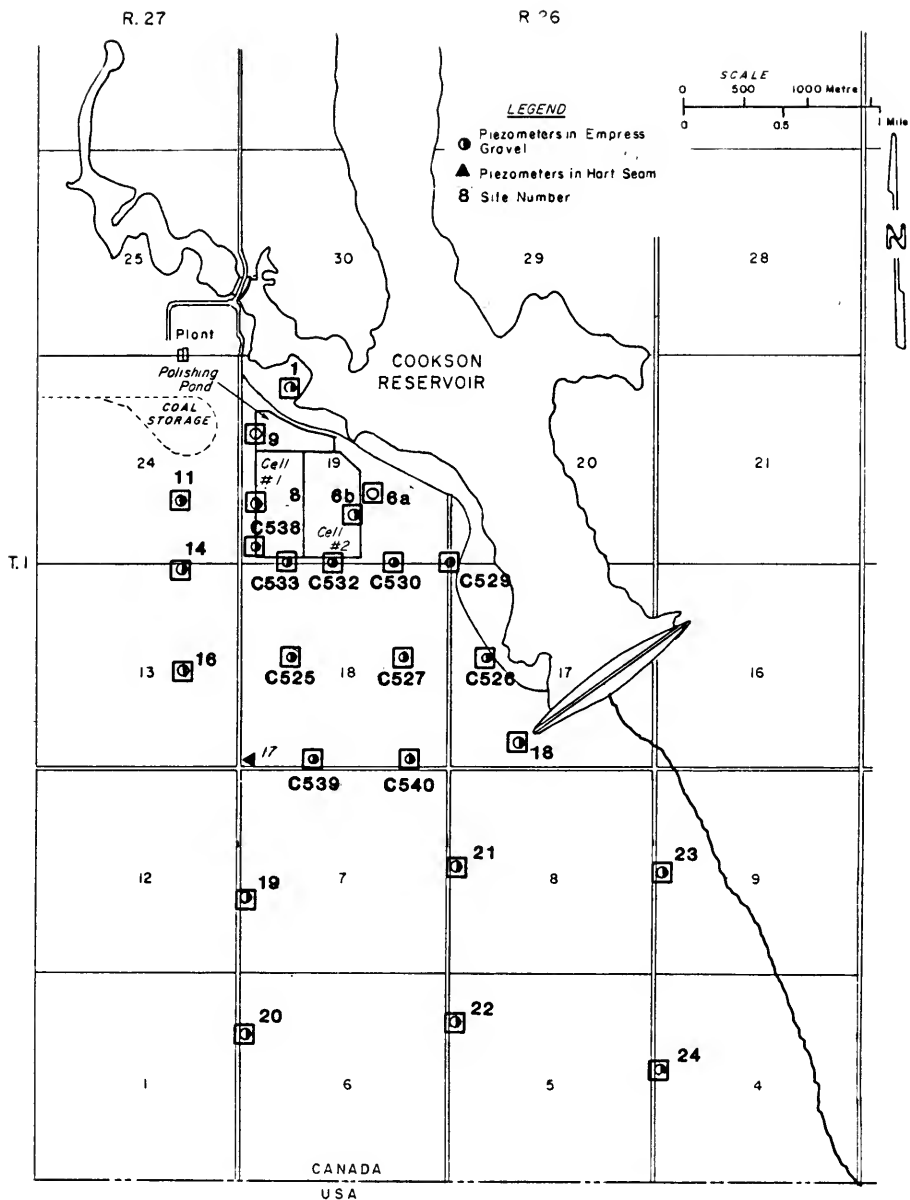 R. 27
R 26
SCALE
0 500 1000 Metre
0 0.5 1 Mile
LEGEND
Piezometers in Empress
Gravel
Piezometers in Hart Seam
8 Site Number
N
25
30
29
28
Plant
Polishing
Pond
1
COOKSON
RESERVOIR
COAL
STORAGE
9
24
19
20
21
Cell
#1
11
8
6b
6a
C538
Cell
#2
T. I
14
C533
C532
C530
C529
13
16
C525
18
C527
C526
17
16
18
17
C539
C540
12
19
7
21
8
23
9
20
22
24
1
6
5
4
CANADA
USA